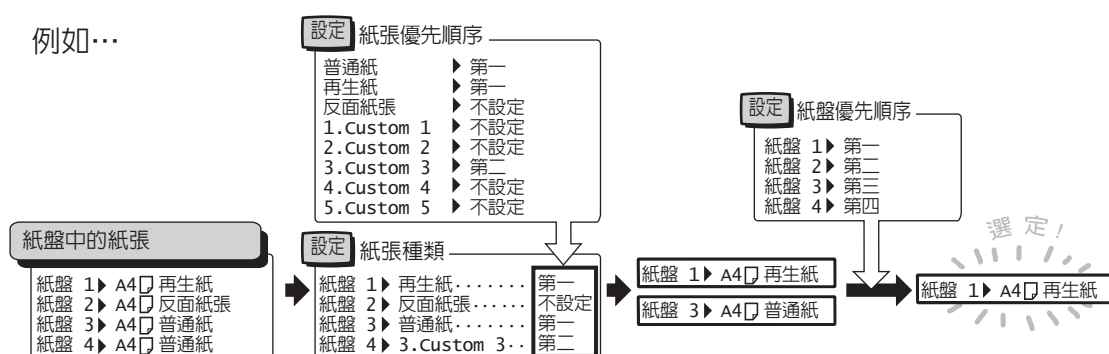 例如…
設定 紙張優先順序
普通紙 ▶ 第一
再生紙 ▶ 第一
反面紙張 ▶ 不設定
1.Custom 1 ▶ 不設定
2.Custom 2 ▶ 不設定
3.Custom 3 ▶ 第二
4.Custom 4 ▶ 不設定
5.Custom 5 ▶ 不設定
設定 紙盤優先順序
紙盤 1▶ 第一
紙盤 2▶ 第二
紙盤 3▶ 第三
紙盤 4▶ 第四
紙盤中的紙張
紙盤 1▶ A4 再生紙
紙盤 2▶ A4 反面紙張
紙盤 3▶ A4 普通紙
紙盤 4▶ A4 普通紙
設定 紙張種類
紙盤 1▶ 再生紙······· 第一
紙盤 2▶ 反面紙張······ 不設定
紙盤 3▶ 普通紙······· 第一
紙盤 4▶ 3.Custom 3·· 第二
紙盤 1▶ A4 再生紙
紙盤 3▶ A4 普通紙
選定!
紙盤 1▶ A4 再生紙